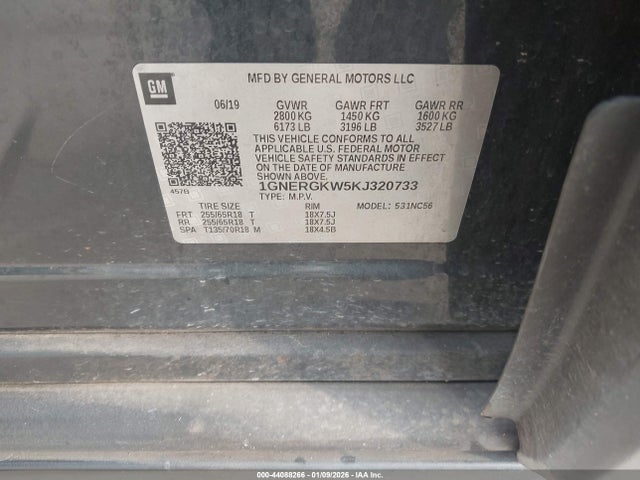 GM
MFD BY GENERAL MOTORS LLC
06/19 GVWR GAWR FRT GAWR RR
2800 KG 1450 KG 1600 KG
6173 LB 3196 LB 3527 LB
THIS VEHICLE CONFORMS TO ALL
APPLICABLE U.S. FEDERAL MOTOR
VEHICLE SAFETY STANDARDS IN EFFECT
ON THE DATE OF MANUFACTURE
SHOWN ABOVE.
1GNERGKW5KJ320733
457B TYPE: M.P.V.
TIRE SIZE RIM MODEL: 531NC56
FRT 255/65R18 T 18X7.5J
RR 255/65R18 T 18X7.5J
SPA T135/70R18 M 18X4.5B
000-44088266 - 01/09/2026 - IAA Inc.